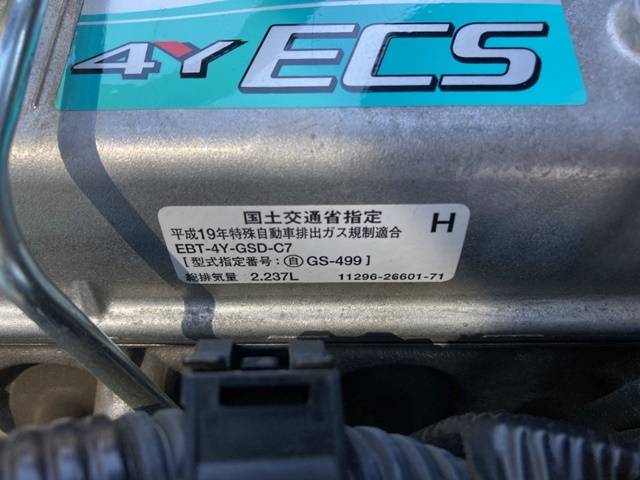 4Y ECS
国土交通省指定 H
平成19年特殊自動車排出ガス規制適合
EBT-4Y-GSD-C7
[型式指定番号:自 GS-499]
総排気量 2.237L 11296-26601-71